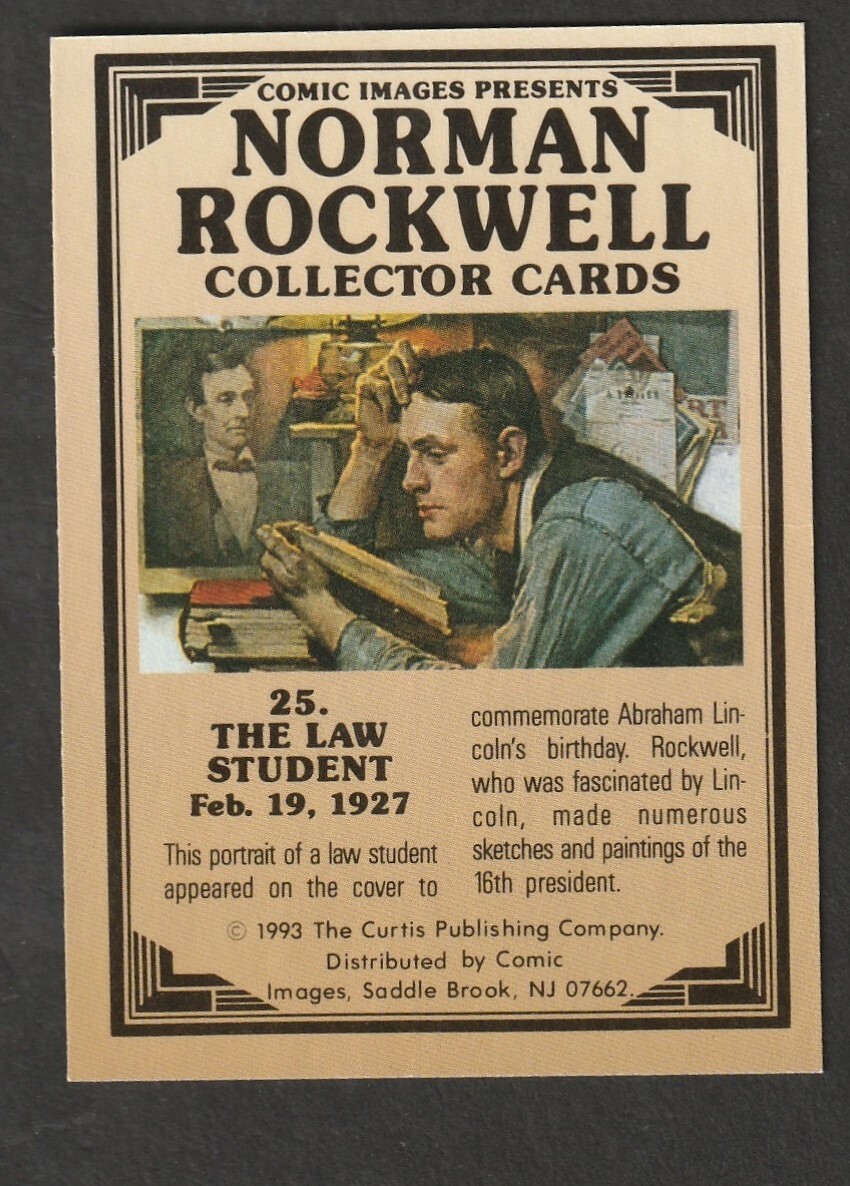 COMIC IMAGES PRESENTS
NORMAN
ROCKWELL
COLLECTOR CARDS
25.
THE LAW
STUDENT
Feb. 19, 1927
This portrait of a law student
appeared on the cover to
commemorate Abraham Lin-
coln's birthday. Rockwell,
who was fascinated by Lin-
coln, made numerous
sketches and paintings of the
16th president.
© 1993 The Curtis Publishing Company.
Distributed by Comic
Images, Saddle Brook, NJ 07662.